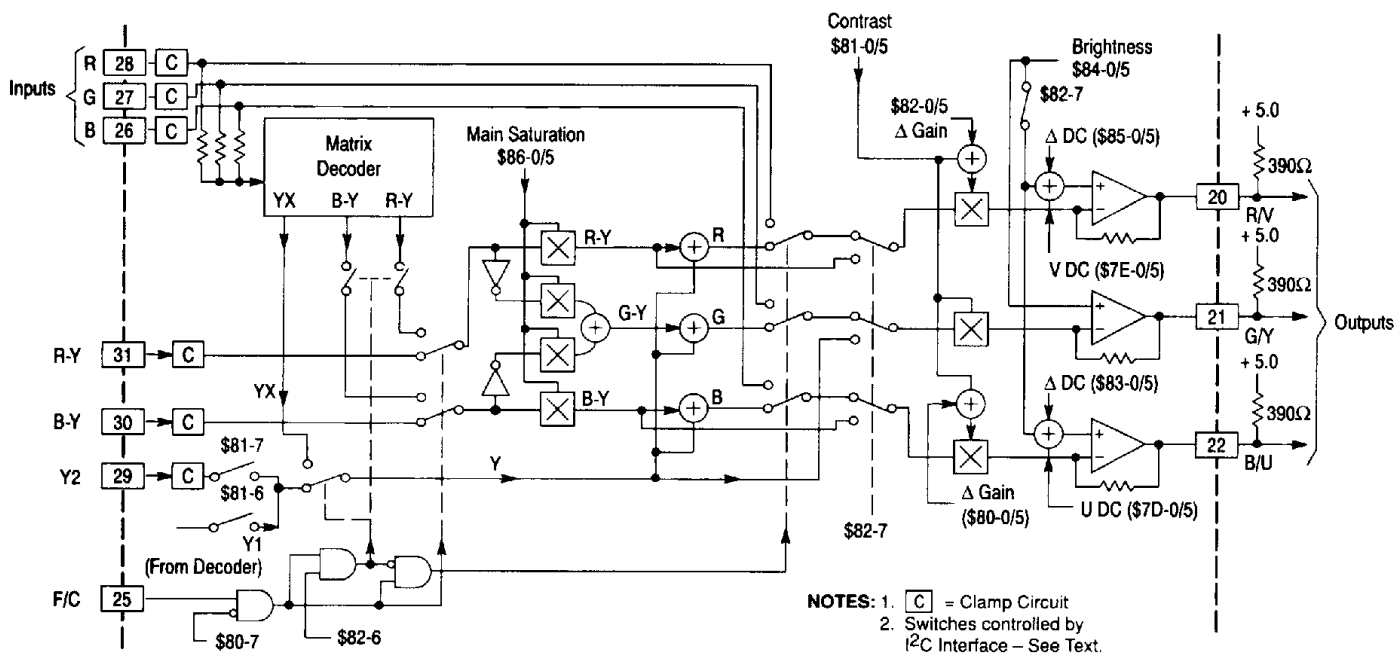 Contrast
$81-0/5
Brightness
$84-0/5
$82-7
Inputs
R 28 C
G 27 C
B 26 C
Matrix
Decoder
YX B-Y R-Y
Main Saturation
$86-0/5
$82-0/5
Δ Gain
Δ DC ($85-0/5)
+ 5.0
390Ω
20
R/V
R-Y
R
+
-
V DC ($7E-0/5)
+5.0
390Ω
G-Y
G
+
-
21
G/Y
Outputs
R-Y 31 C
YX
B-Y
B
Δ DC ($83-0/5)
+ 5.0
390Ω
B-Y 30 C
$81-7
+
-
22
B/U
Y2 29 C
$81-6
Y
Δ Gain
($80-0/5)
U DC ($7D-0/5)
Y1
(From Decoder)
$82-7
F/C 25
$80-7
$82-6
NOTES: 1. C = Clamp Circuit
2. Switches controlled by
I2C Interface – See Text.